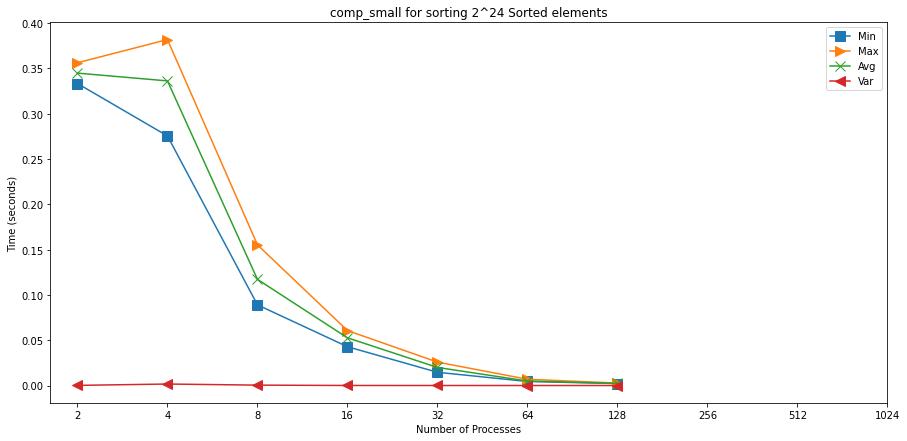 comp_small for sorting 2^24 Sorted elements
Min
Max
Avg
Var
Time (seconds)
0.40
0.35
0.30
0.25
0.20
0.15
0.10
0.05
0.00
2 4 8 16 32 64 128 256 512 1024
Number of Processes